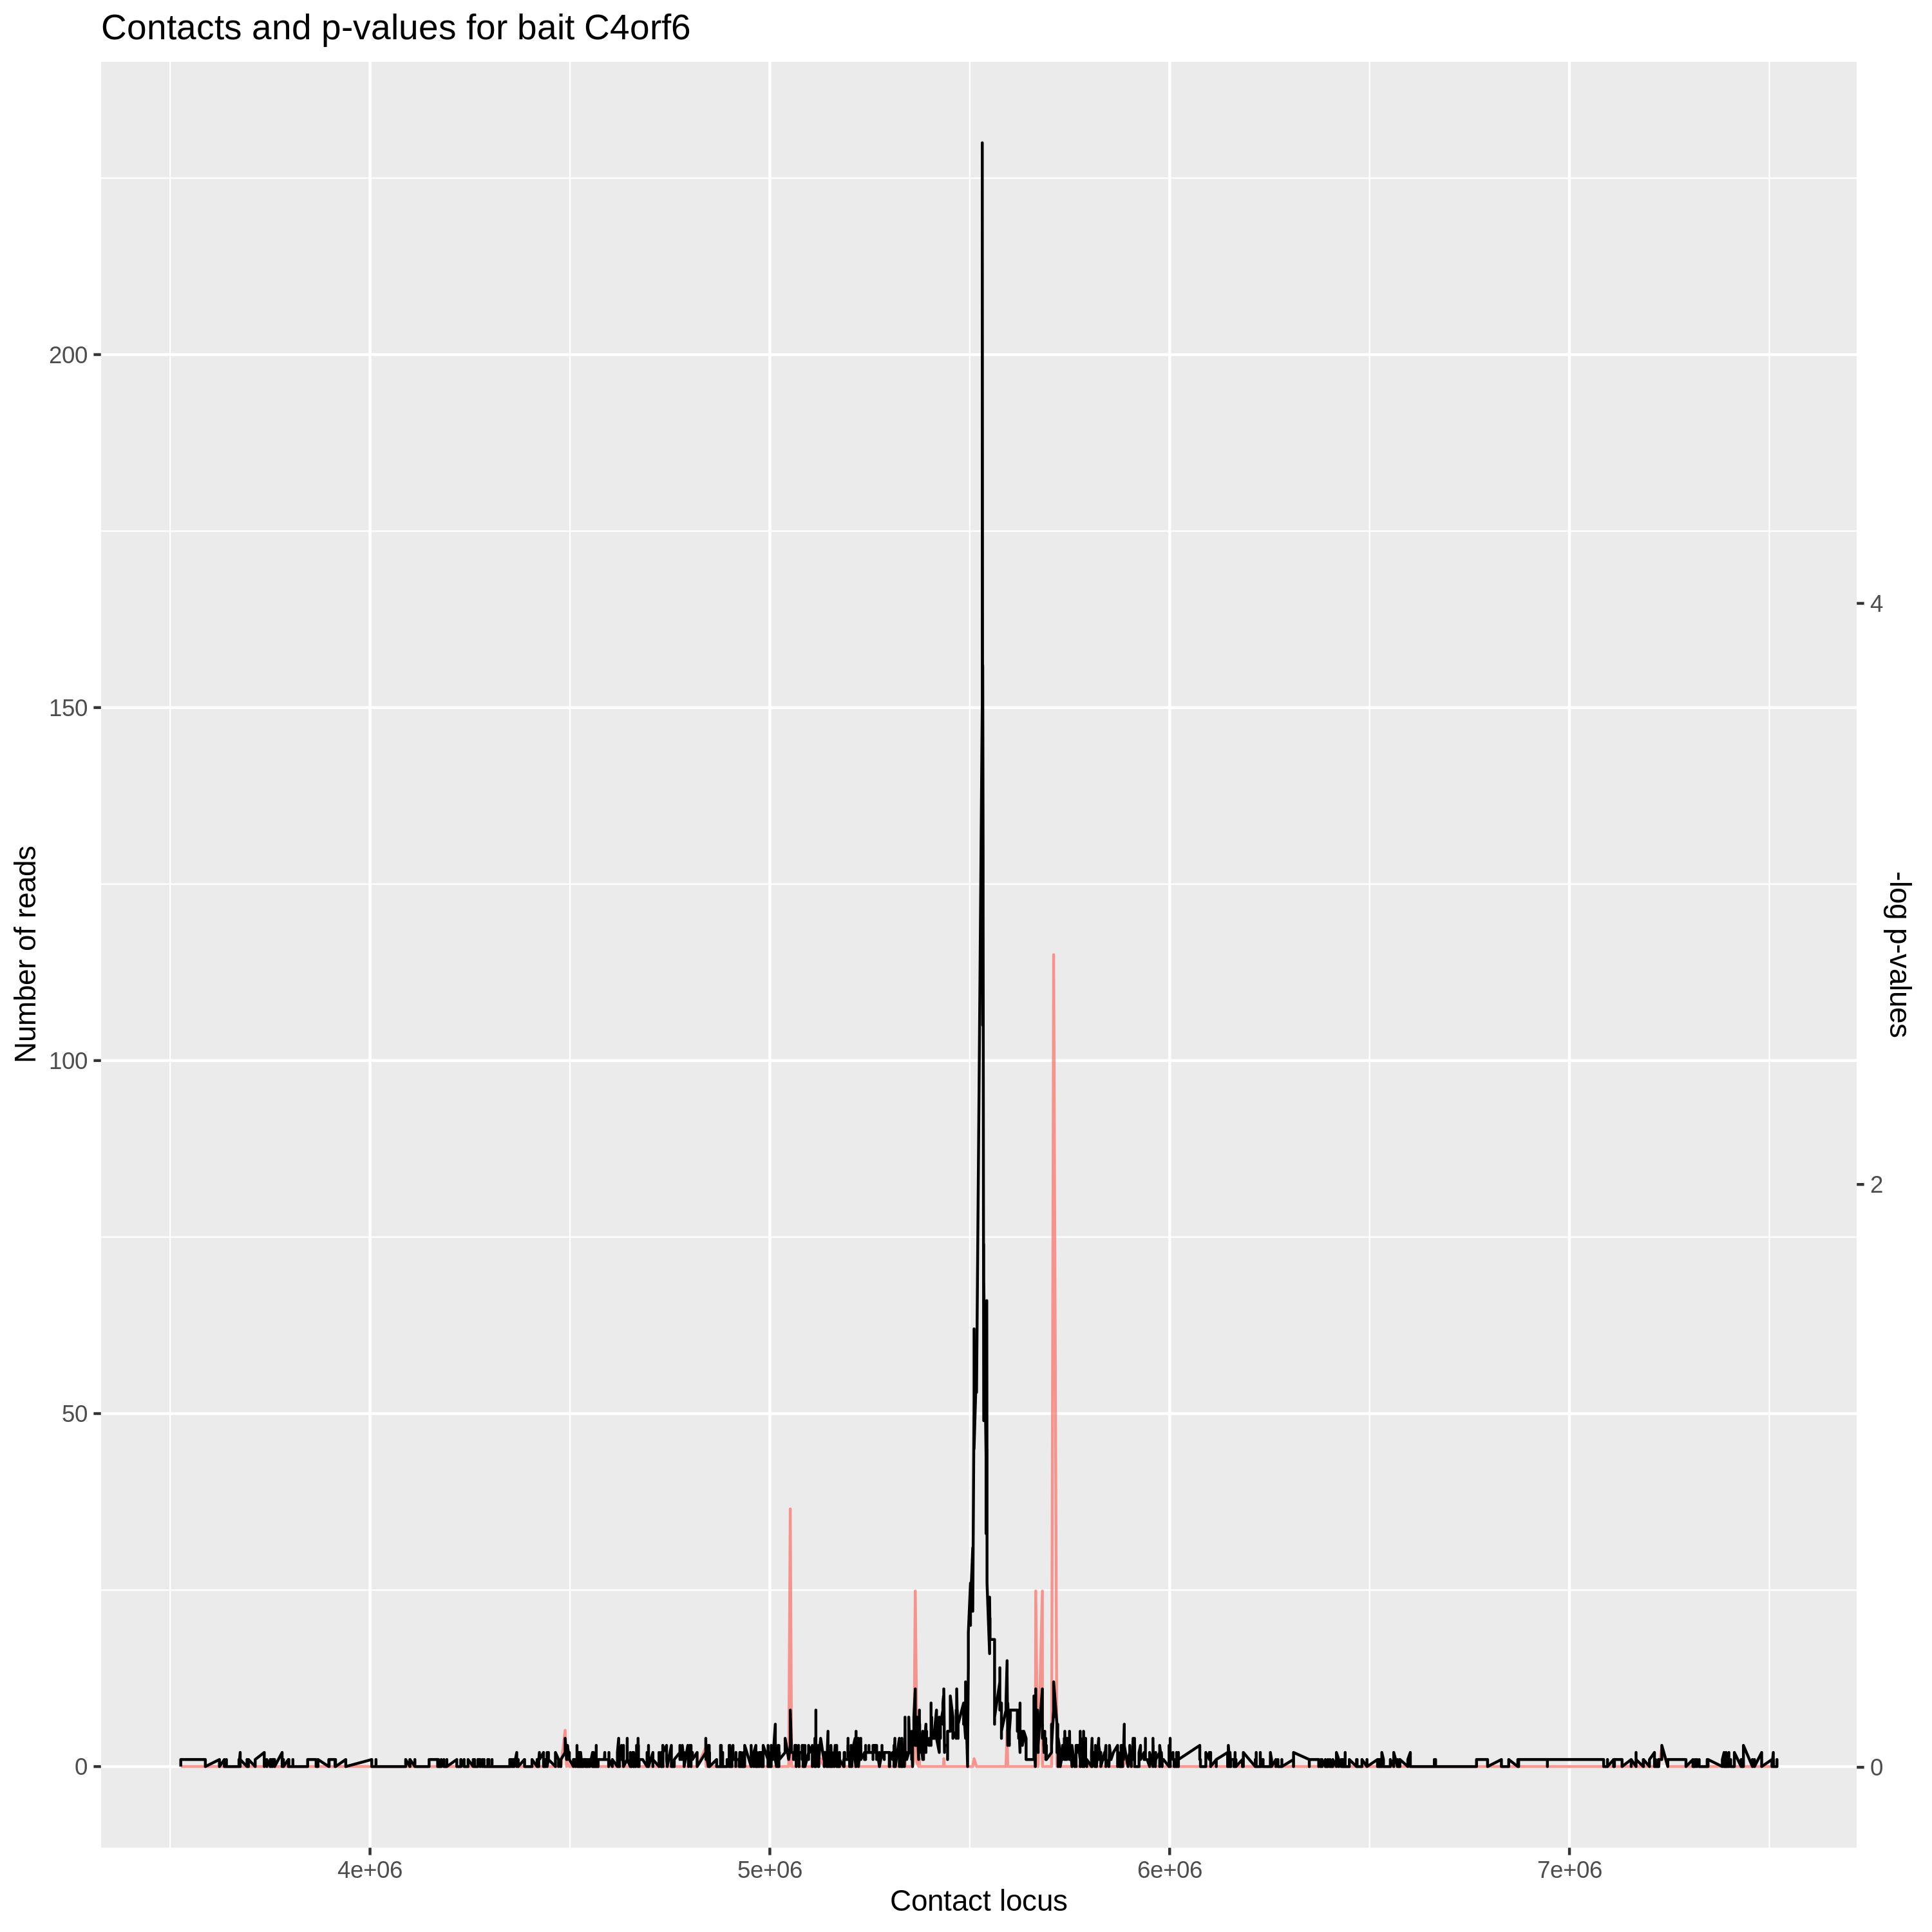 Contacts and p-values for bait C4orf6
Number of reads
200
150
100
50
0
-log p-values
4
2
0
4e+06 5e+06 6e+06 7e+06
Contact locus